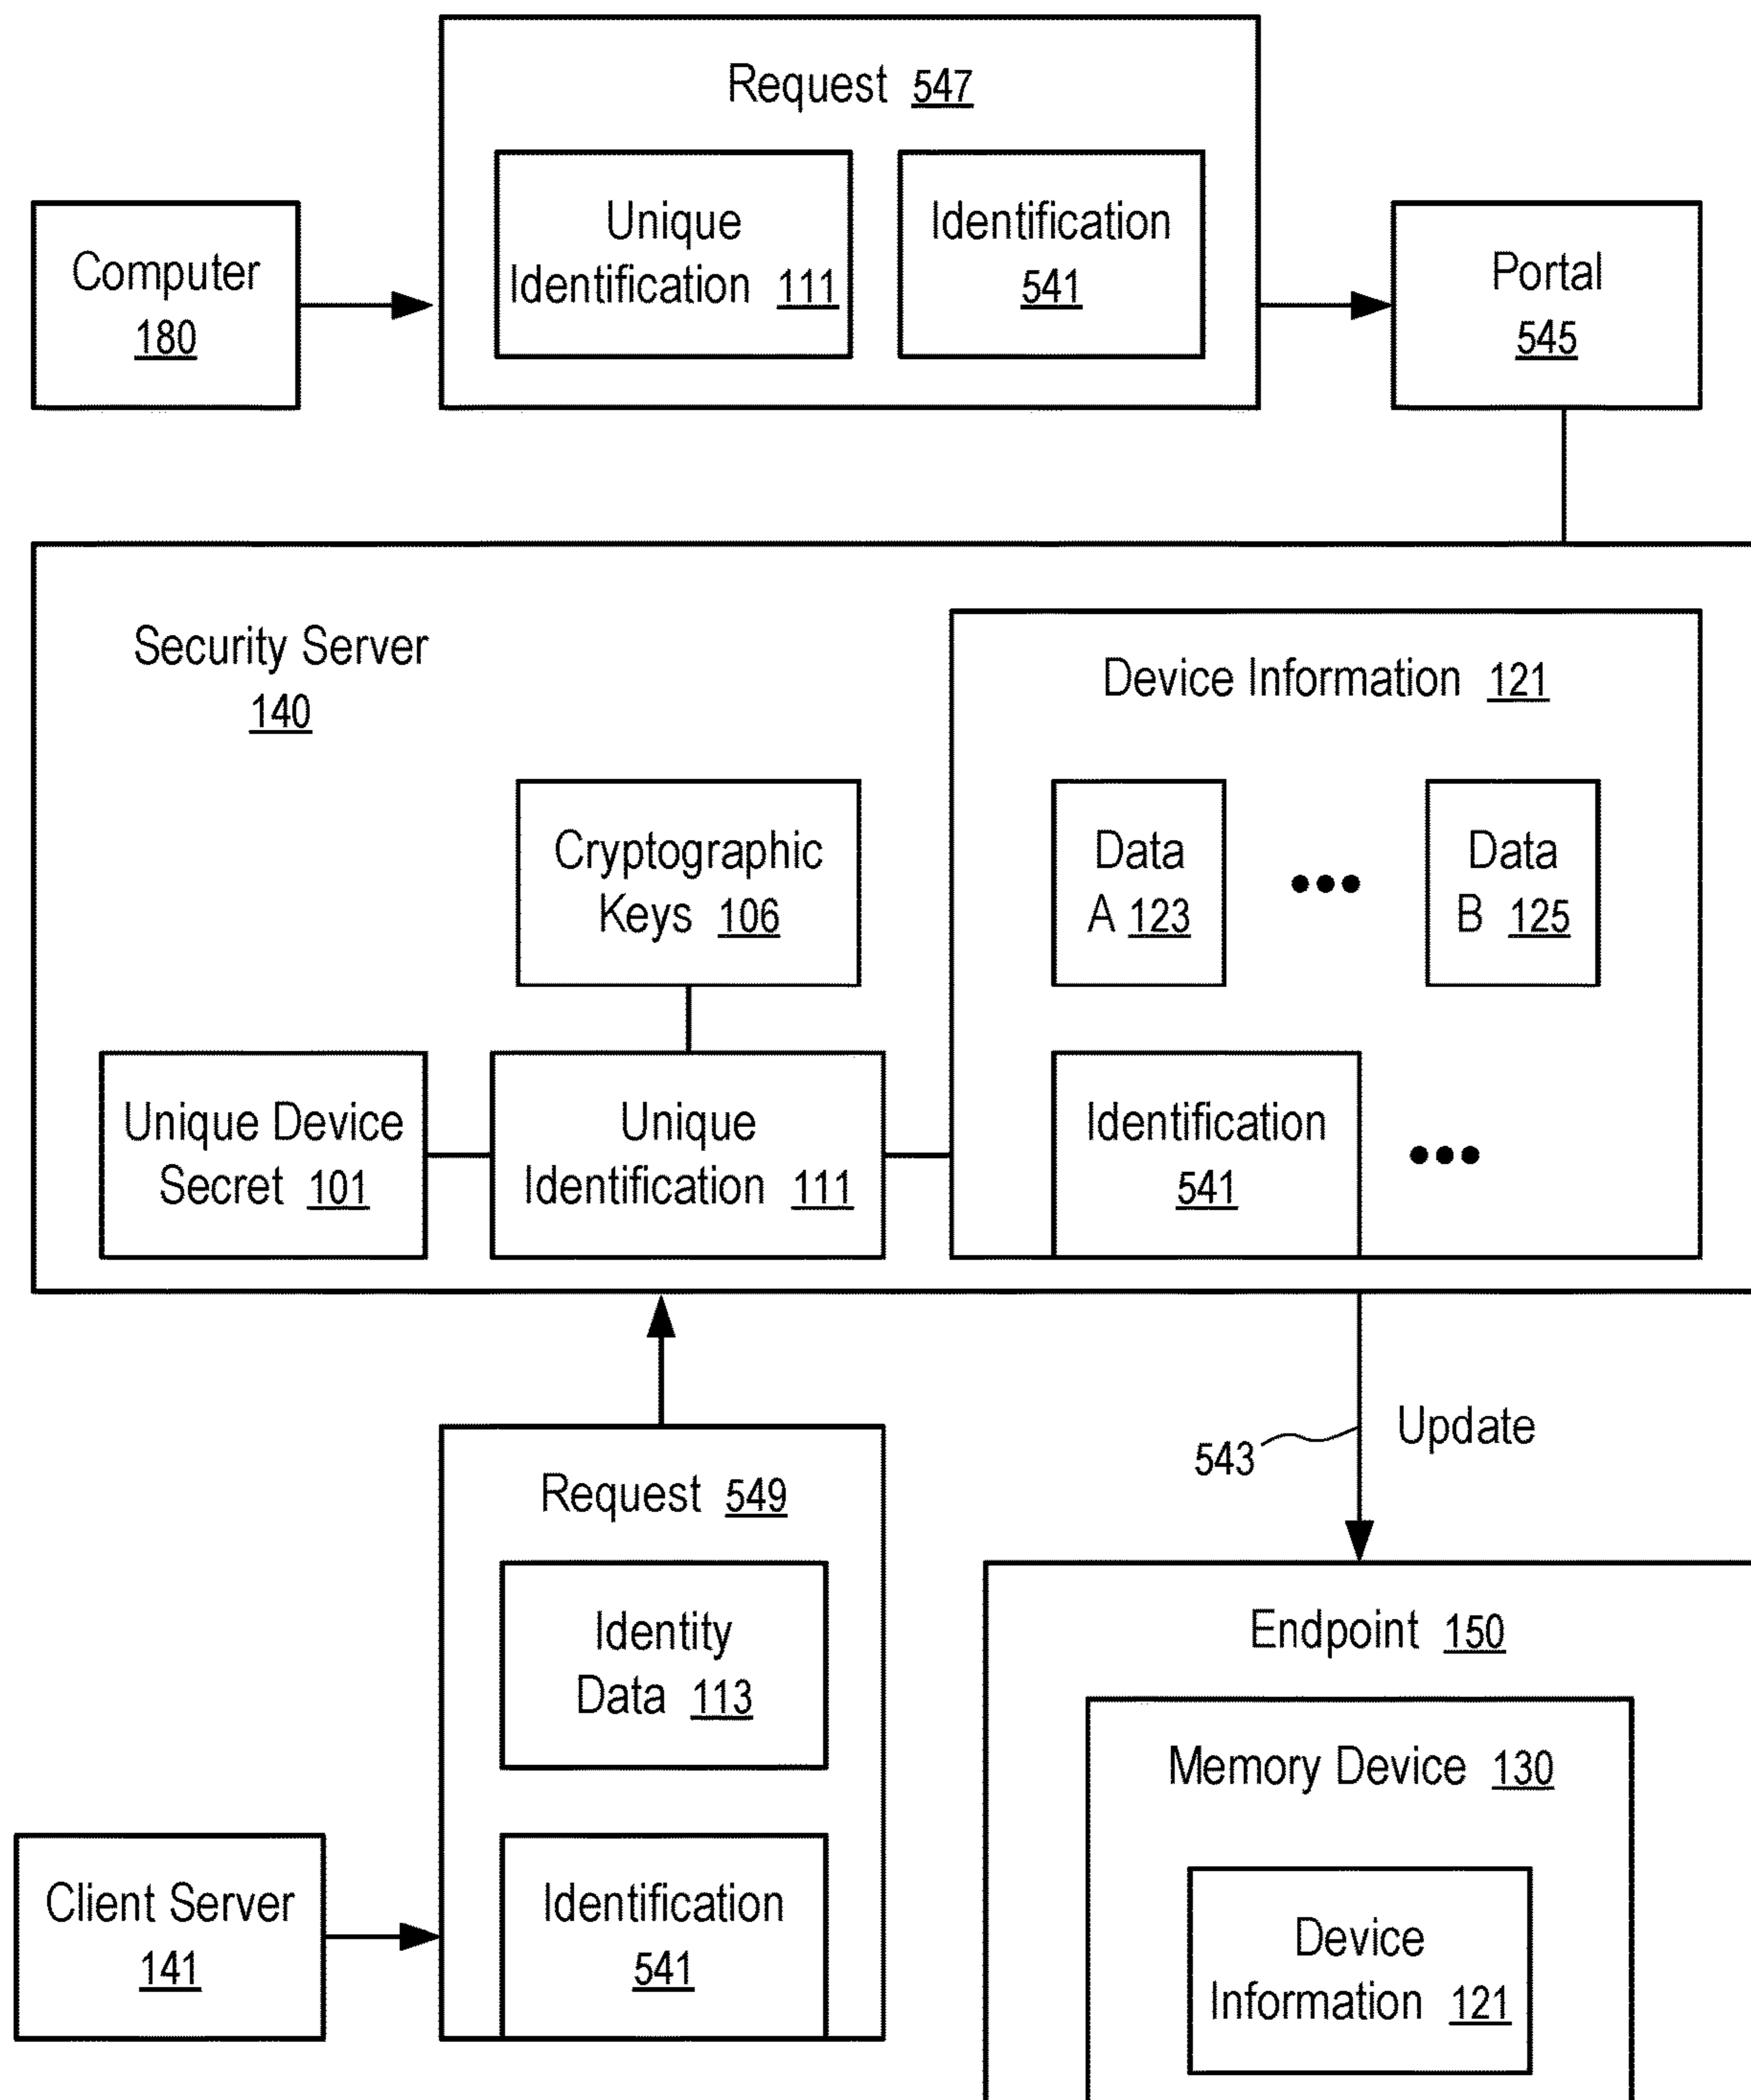 Request 547
Unique
Identification 111
Identification
541
Computer
180
Portal
545
Security Server
140
Device Information 121
Cryptographic
Keys 106
Data
A 123
Data
B 125
Unique Device
Secret 101
Unique
Identification 111
Identification
541
543
Update
Request 549
Identity
Data 113
Identification
541
Client Server
141
Endpoint 150
Memory Device 130
Device
Information 121